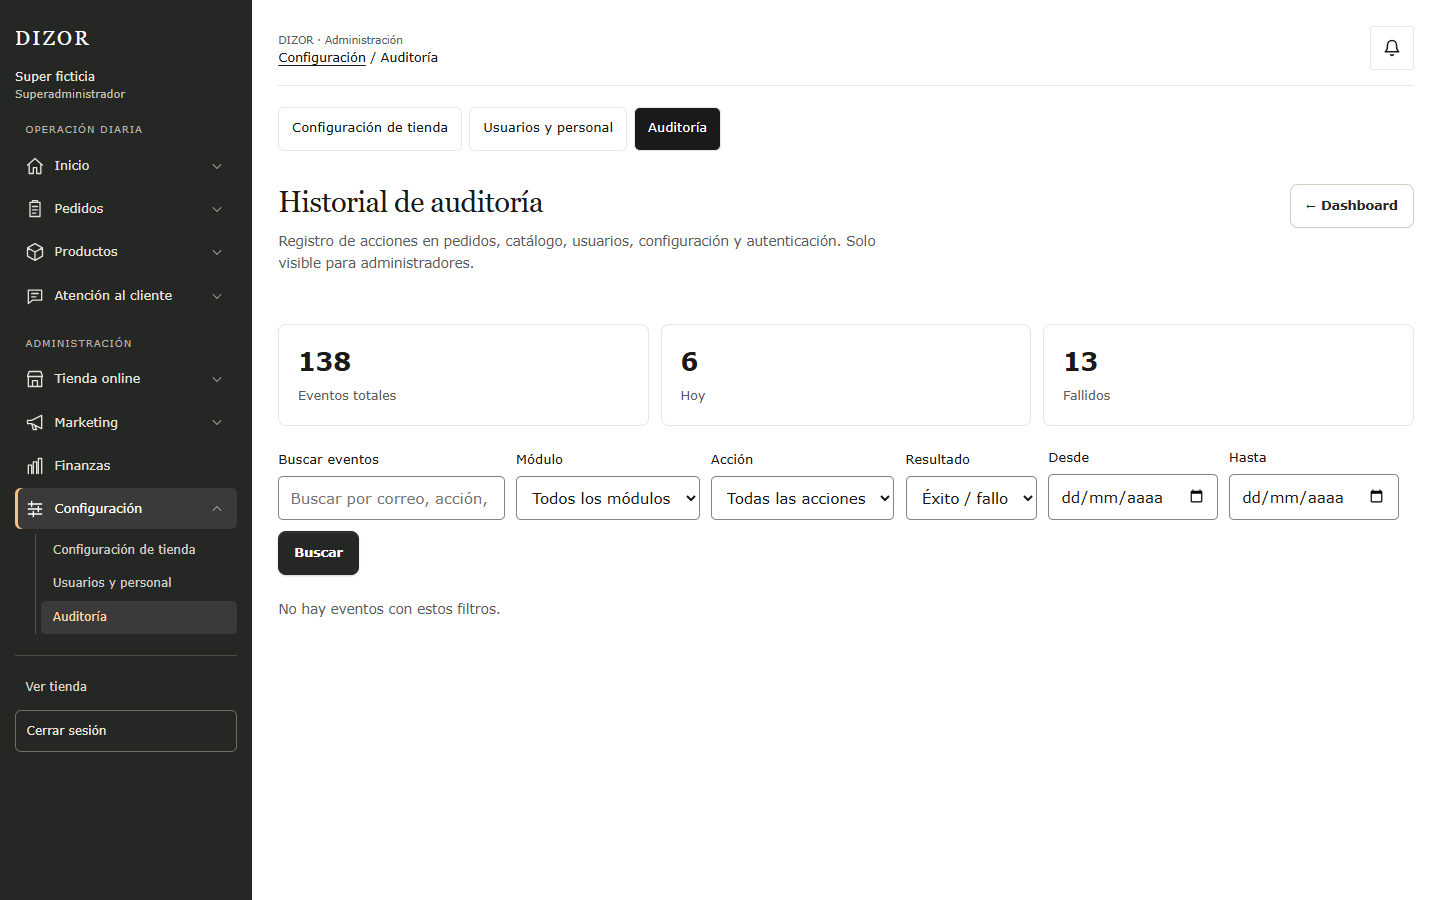 DIZOR
Super ficticia
Superadministrador
OPERACIÓN DIARIA
Inicio
Pedidos
Productos
Atención al cliente
ADMINISTRACIÓN
Tienda online
Marketing
Finanzas
Configuración
Configuración de tienda
Usuarios y personal
Auditoría
Ver tienda
Cerrar sesión
DIZOR · Administración
Configuración / Auditoría
Configuración de tienda Usuarios y personal Auditoría
Historial de auditoría
← Dashboard
Registro de acciones en pedidos, catálogo, usuarios, configuración y autenticación. Solo
visible para administradores.
138 6 13
Eventos totales Hoy Fallidos
Buscar eventos Módulo Acción Resultado Desde Hasta
Buscar por correo, acción, Todos los módulos Todas las acciones Éxito / fallo dd/mm/aaaa dd/mm/aaaa
Buscar
No hay eventos con estos filtros.